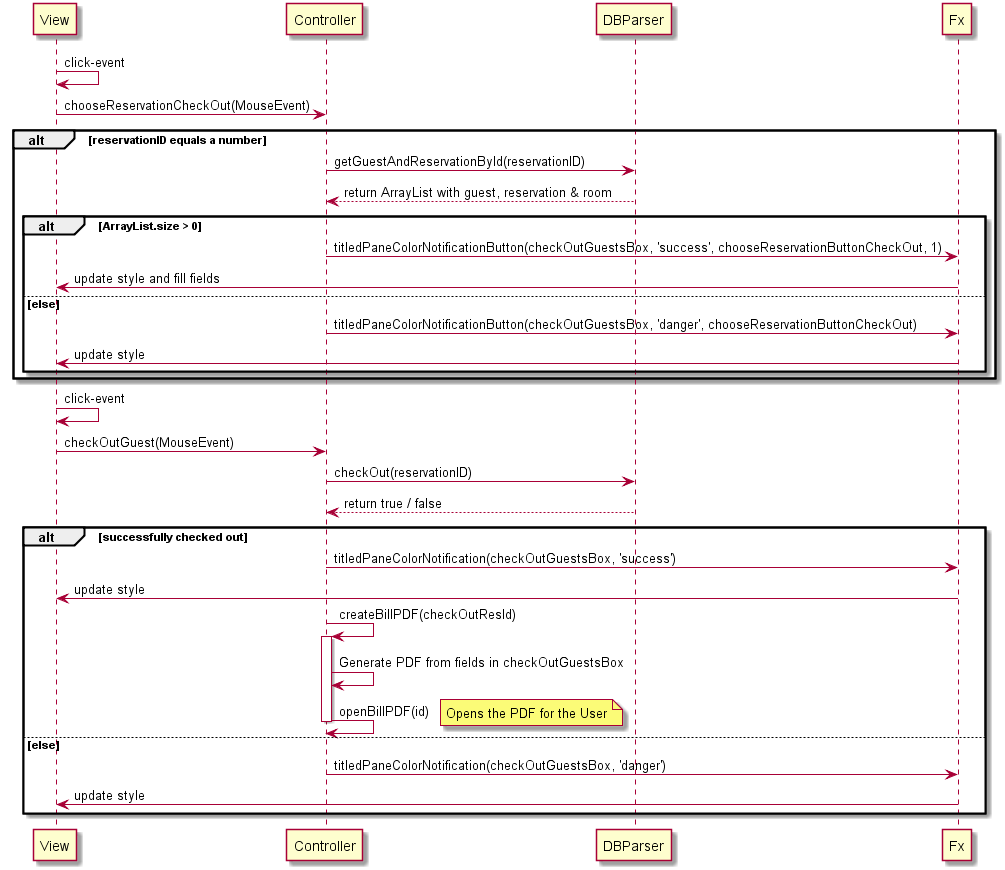 View Controller DBParser Fx
click-event
chooseReservationCheckOut(MouseEvent)
alt [reservationID equals a number]
getGuestAndReservationById(reservationID)
return ArrayList with guest, reservation & room
alt [ArrayList.size > 0]
titledPaneColorNotificationButton(checkOutGuestsBox, 'success', chooseReservationButtonCheckOut, 1)
update style and fill fields
[else]
titledPaneColorNotificationButton(checkOutGuestsBox, 'danger', chooseReservationButtonCheckOut)
update style
click-event
checkOutGuest(MouseEvent)
checkOut(reservationID)
return true / false
alt [successfully checked out]
titledPaneColorNotification(checkOutGuestsBox, 'success')
update style
createBillPDF(checkOutResId)
Generate PDF from fields in checkOutGuestsBox
openBillPDF(id) Opens the PDF for the User
[else]
titledPaneColorNotification(checkOutGuestsBox, 'danger')
update style
View Controller DBParser Fx